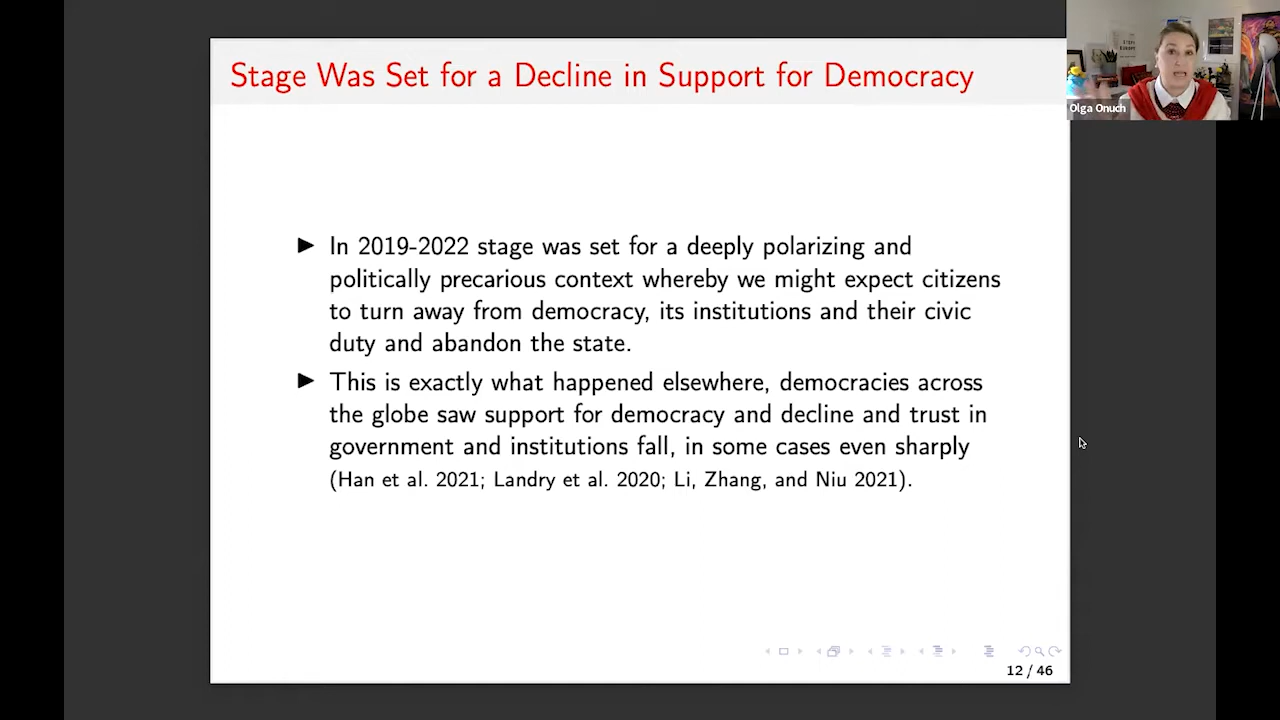 Stage Was Set for a Decline in Support for Democracy
Olga Onuch
▶ In 2019-2022 stage was set for a deeply polarizing and
politically precarious context whereby we might expect citizens
to turn away from democracy, its institutions and their civic
duty and abandon the state.
▶ This is exactly what happened elsewhere, democracies across
the globe saw support for democracy and decline and trust in
government and institutions fall, in some cases even sharply
(Han et al. 2021; Landry et al. 2020; Li, Zhang, and Niu 2021).
12 / 46